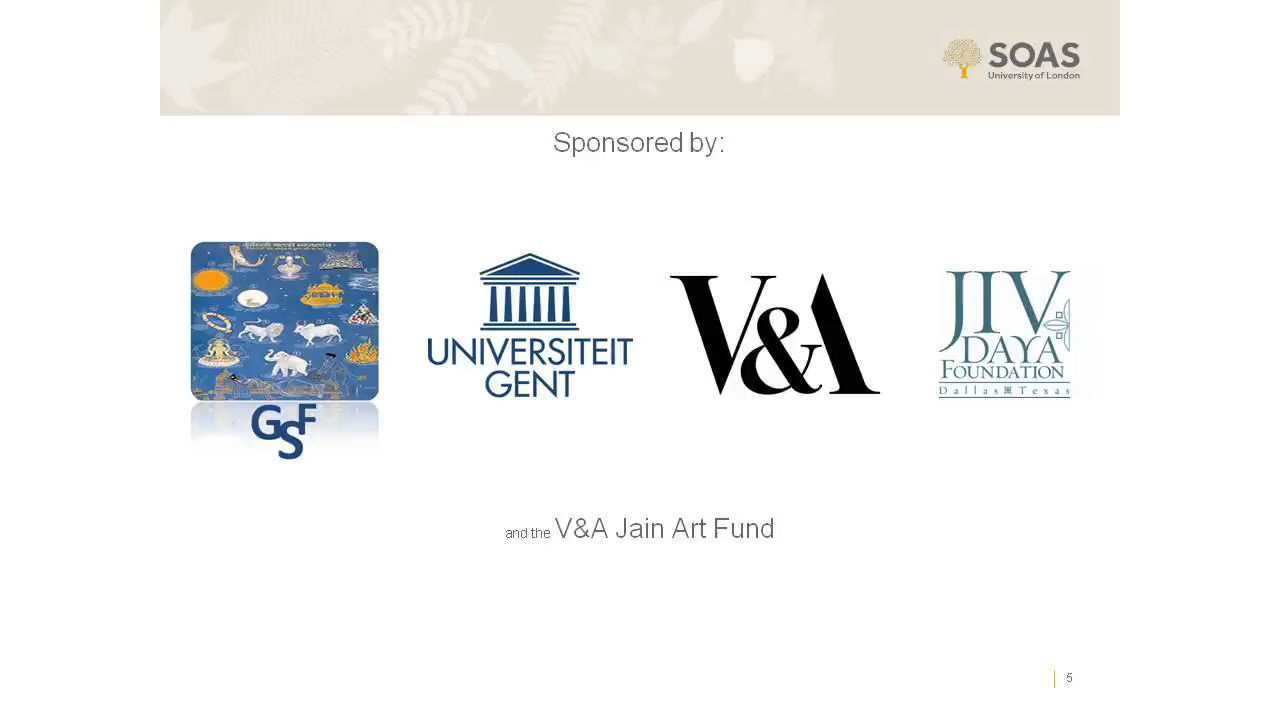 SOAS
University of London
Sponsored by:
GSF
UNIVERSITEIT
GENT
V&A
JIV
DAYA
FOUNDATION
Dallas Texas
and the V&A Jain Art Fund
5